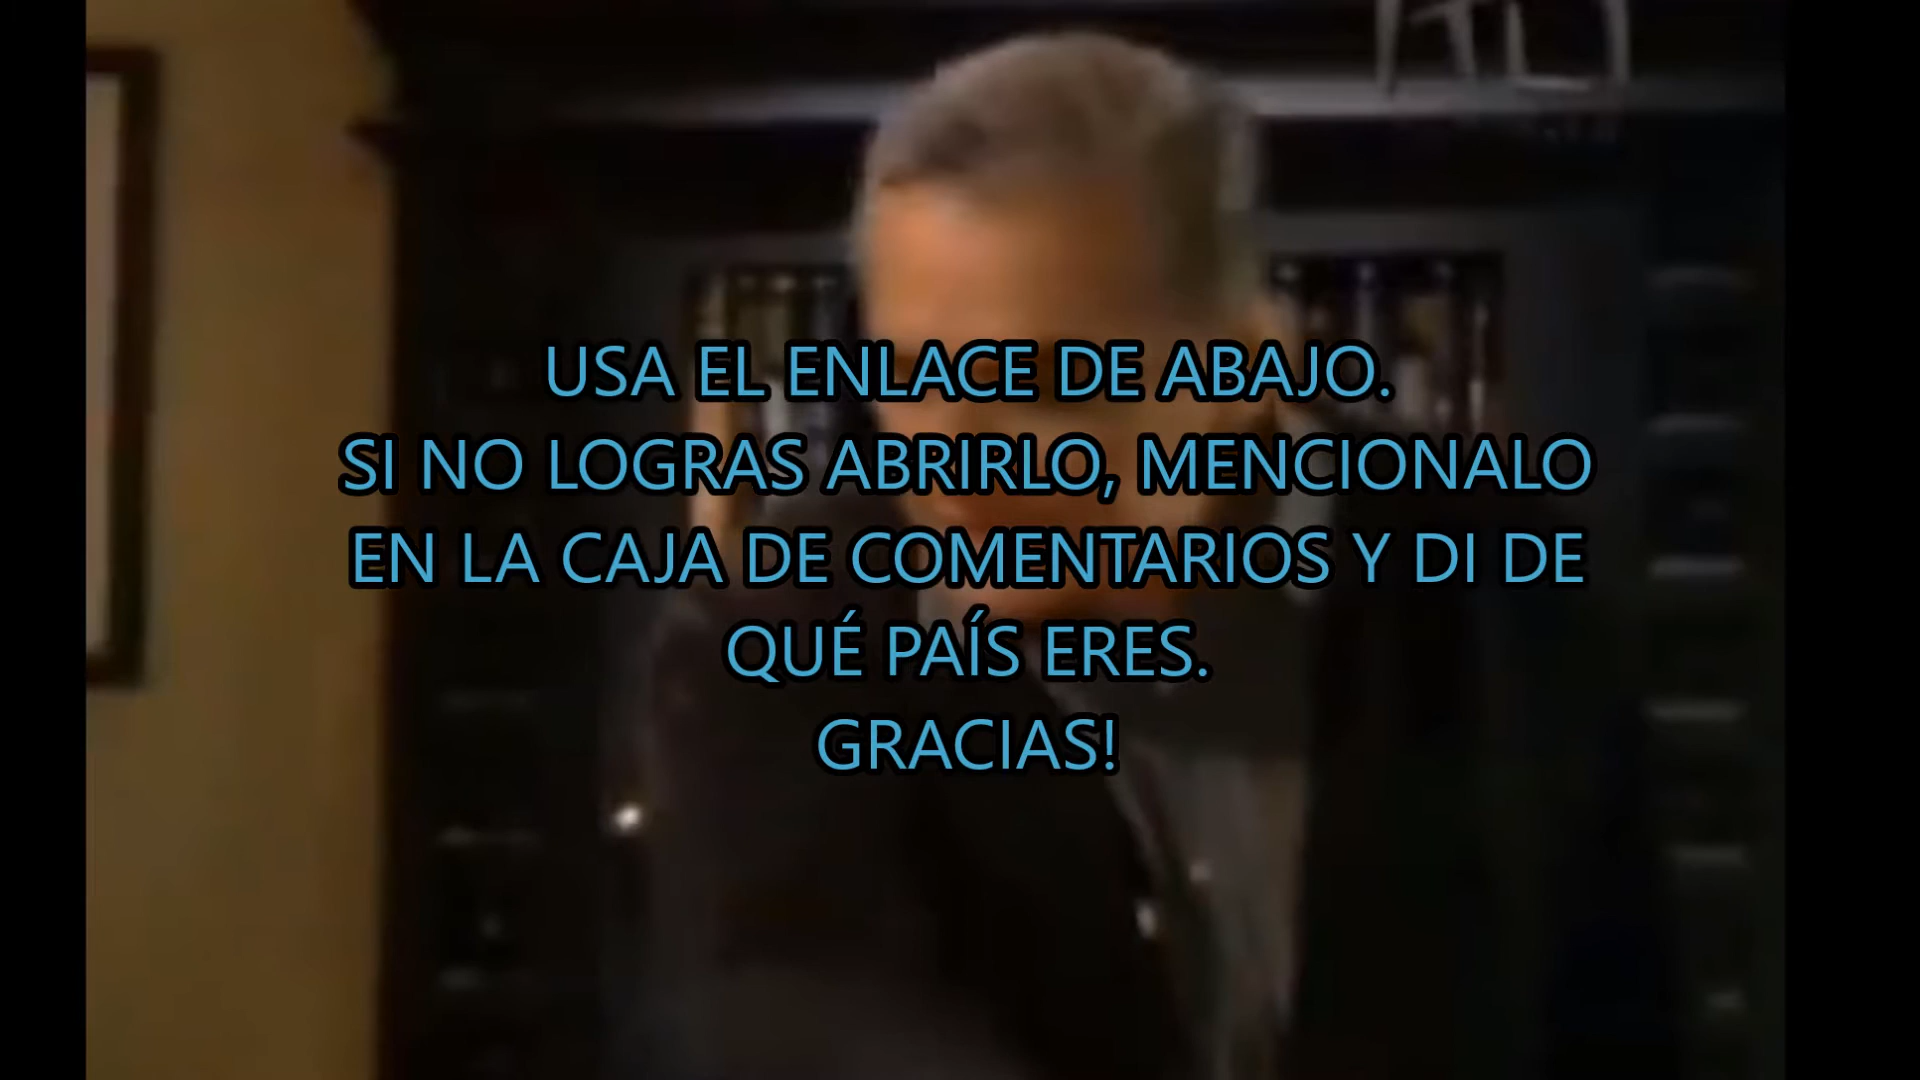 USA EL ENLACE DE ABAJO.
SI NO LOGRAS ABRIRLO, MENCIONALO
EN LA CAJA DE COMENTARIOS Y DI DE
QUÉ PAÍS ERES.
GRACIAS!